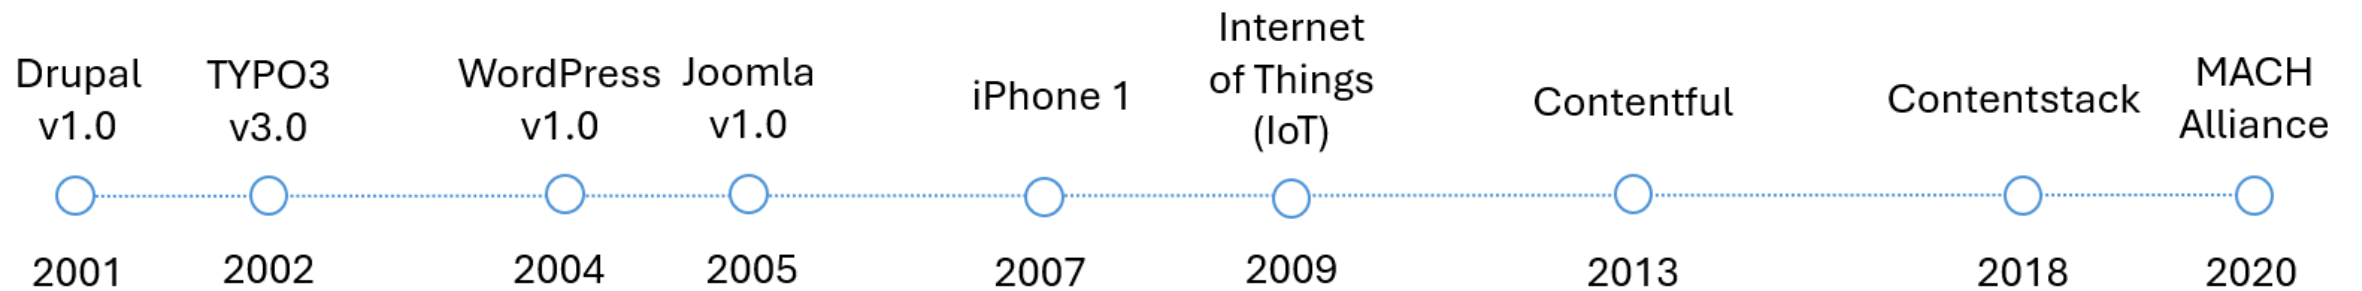 Drupal
v1.0
TYPO3
v3.0
WordPress
v1.0
Joomla
v1.0
iPhone 1
Internet
of Things
(IoT)
Contentful
Contentstack
MACH
Alliance
2001
2002
2004
2005
2007
2009
2013
2018
2020